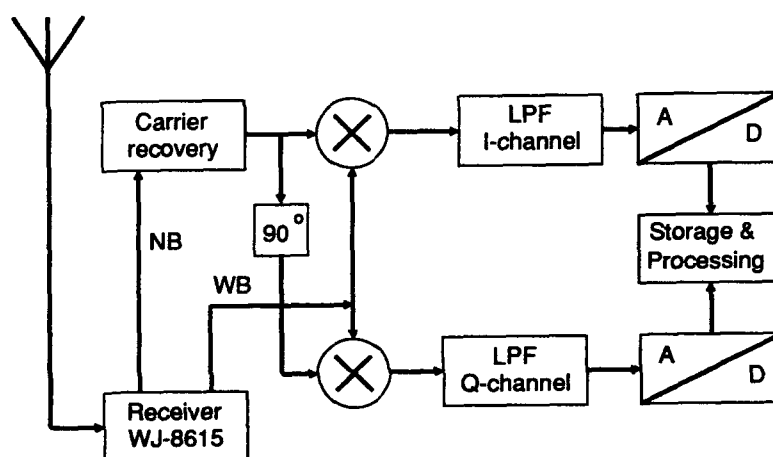 Carrier
recovery
LPF
I-channel
A
D
90°
NB
WB
Storage &
Processing
LPF
Q-channel
A
D
Receiver
WJ-8615